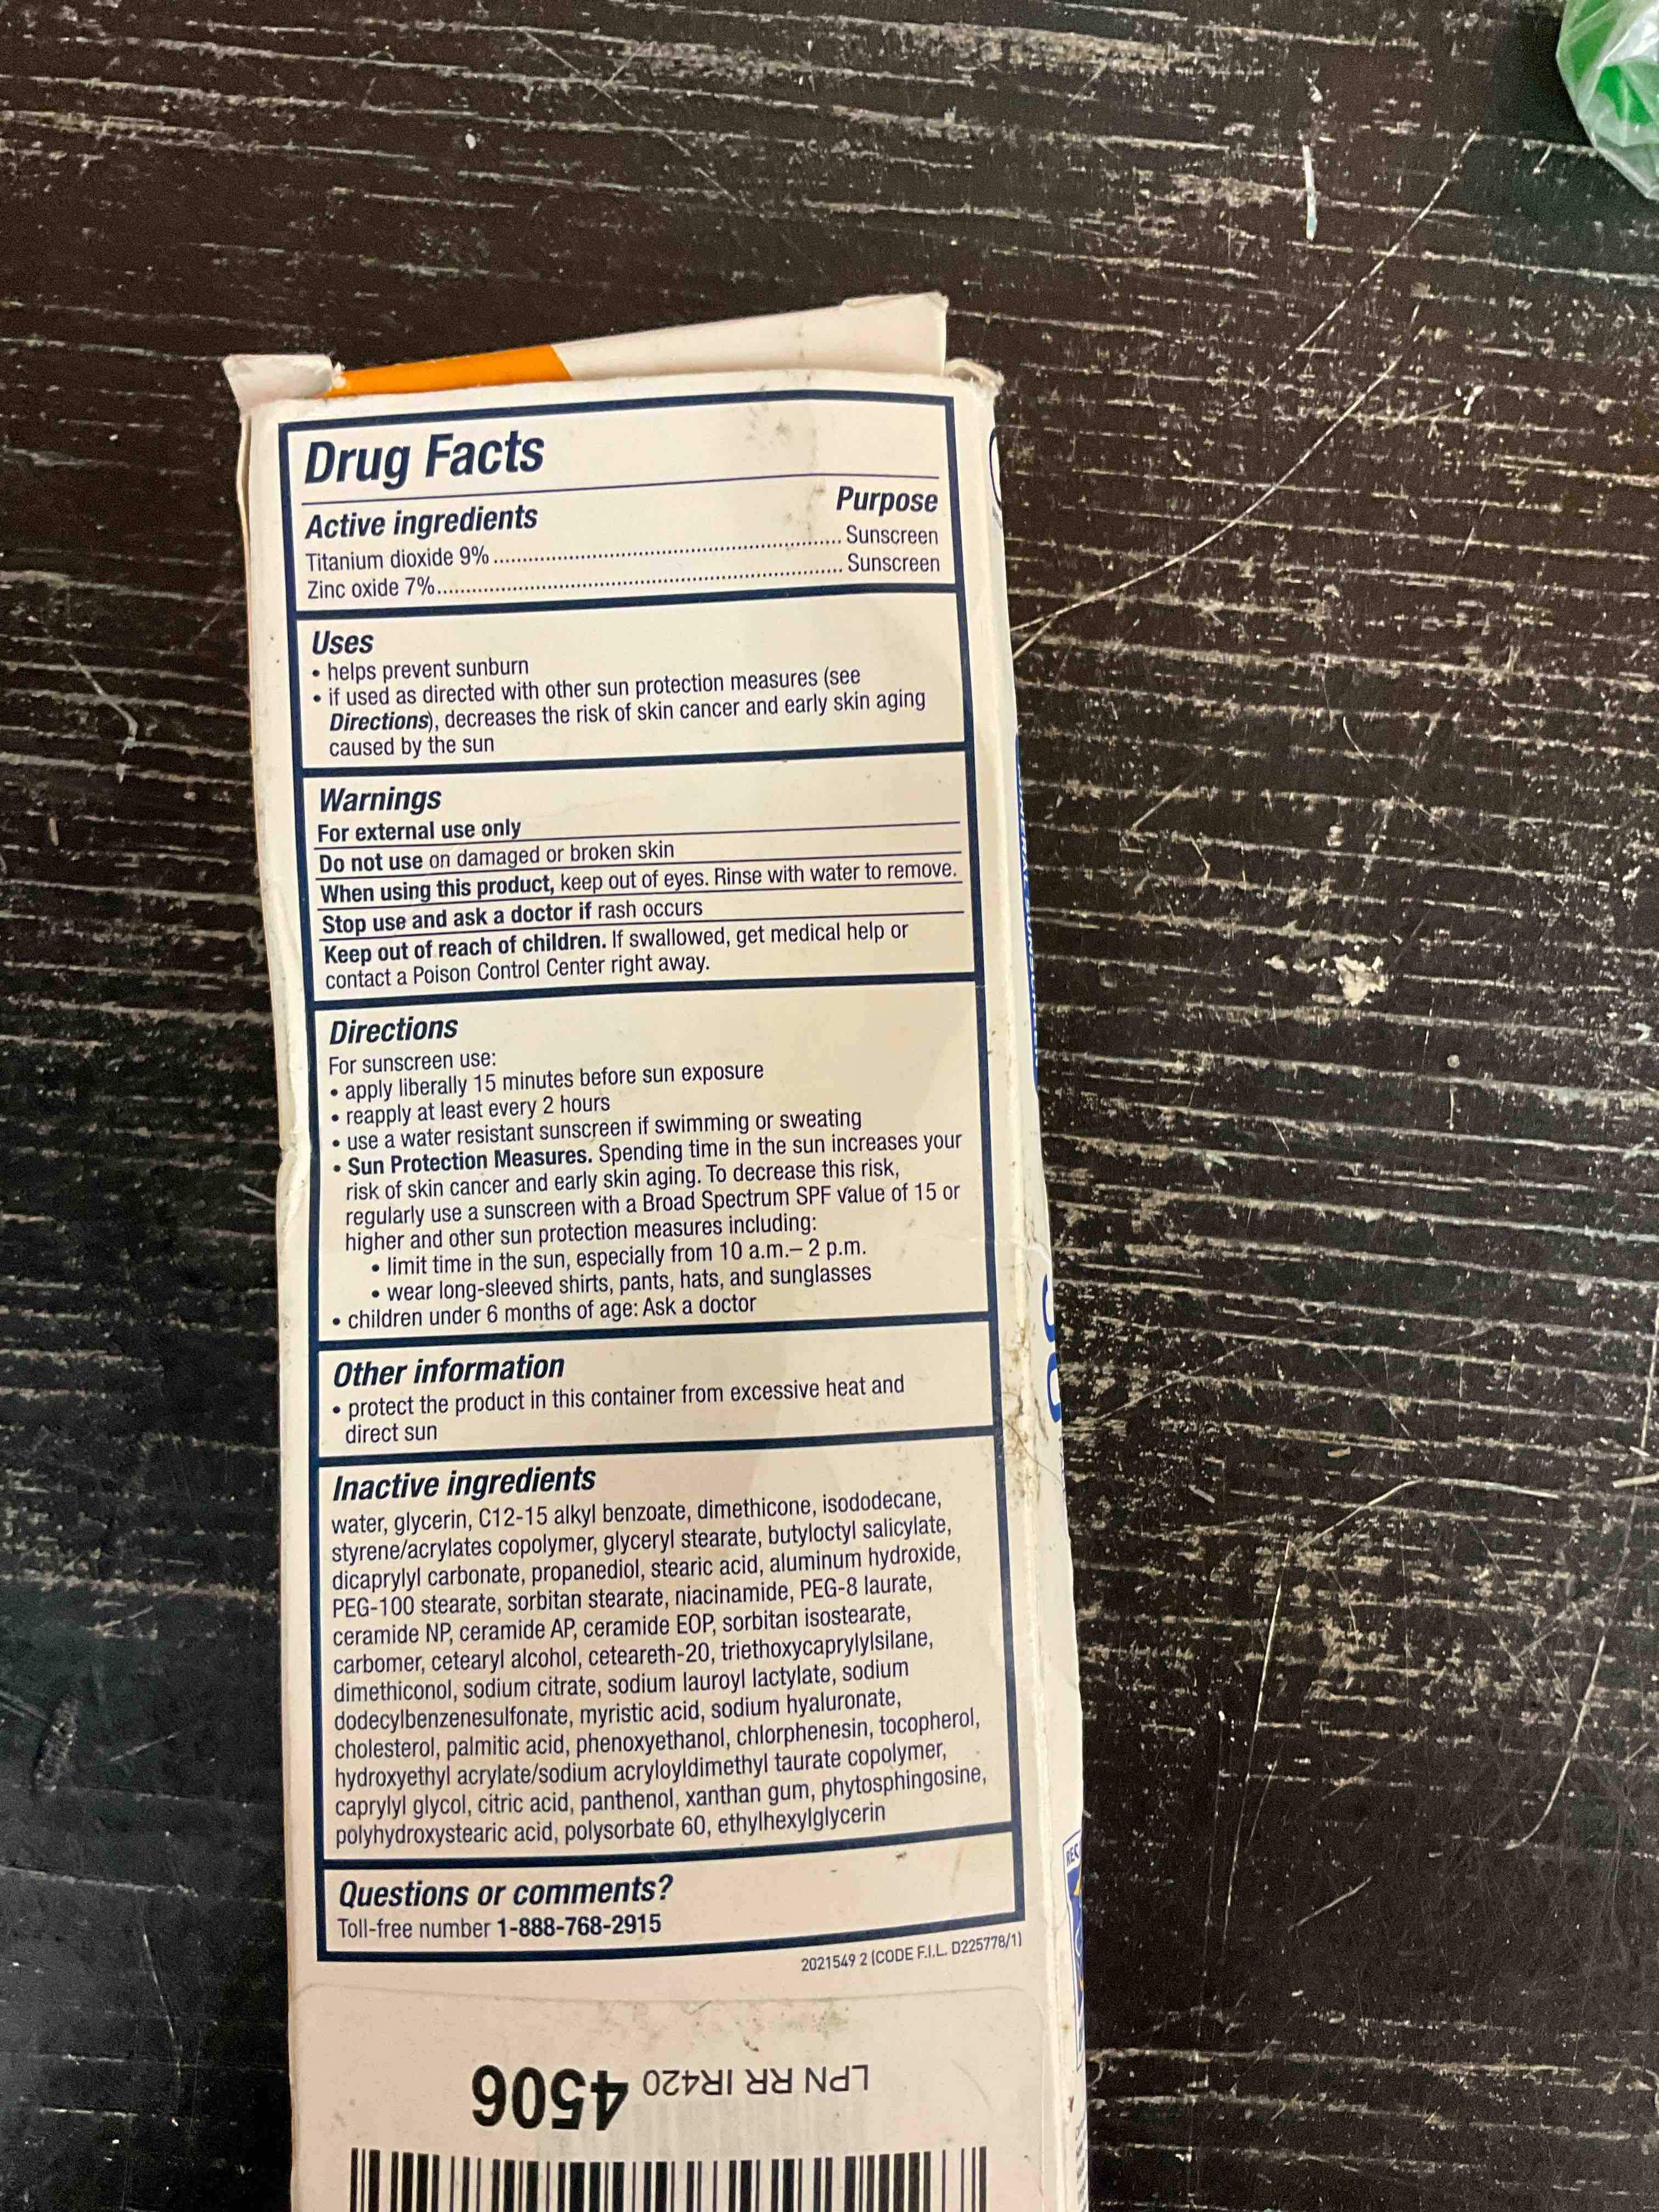 Drug Facts
Active ingredients Purpose
Titanium dioxide 9%.......................................................... Sunscreen
Zinc oxide 7%.................................................................... Sunscreen
Uses
• helps prevent sunburn
• if used as directed with other sun protection measures (see
Directions), decreases the risk of skin cancer and early skin aging
caused by the sun
Warnings
For external use only
Do not use on damaged or broken skin
When using this product, keep out of eyes. Rinse with water to remove.
Stop use and ask a doctor if rash occurs
Keep out of reach of children. If swallowed, get medical help or
contact a Poison Control Center right away.
Directions
For sunscreen use:
• apply liberally 15 minutes before sun exposure
• reapply at least every 2 hours
• use a water resistant sunscreen if swimming or sweating
• Sun Protection Measures. Spending time in the sun increases your
risk of skin cancer and early skin aging. To decrease this risk,
regularly use a sunscreen with a Broad Spectrum SPF value of 15 or
higher and other sun protection measures including:
• limit time in the sun, especially from 10 a.m.– 2 p.m.
• wear long-sleeved shirts, pants, hats, and sunglasses
• children under 6 months of age: Ask a doctor
Other information
• protect the product in this container from excessive heat and
direct sun
Inactive ingredients
water, glycerin, C12-15 alkyl benzoate, dimethicone, isododecane,
styrene/acrylates copolymer, glyceryl stearate, butyloctyl salicylate,
dicaprylyl carbonate, propanediol, stearic acid, aluminum hydroxide,
PEG-100 stearate, sorbitan stearate, niacinamide, PEG-8 laurate,
ceramide NP, ceramide AP, ceramide EOP, sorbitan isostearate,
carbomer, cetearyl alcohol, ceteareth-20, triethoxycaprylylsilane,
dimethiconol, sodium citrate, sodium lauroyl lactylate, sodium
dodecylbenzenesulfonate, myristic acid, sodium hyaluronate,
cholesterol, palmitic acid, phenoxyethanol, chlorphenesin, tocopherol,
hydroxyethyl acrylate/sodium acryloyldimethyl taurate copolymer,
caprylyl glycol, citric acid, panthenol, xanthan gum, phytosphingosine,
polyhydroxystearic acid, polysorbate 60, ethylhexylglycerin
Questions or comments?
Toll-free number 1-888-768-2915
2021549 2 (CODE F.I.L. D225778/1)
LPN RR IR420 4506